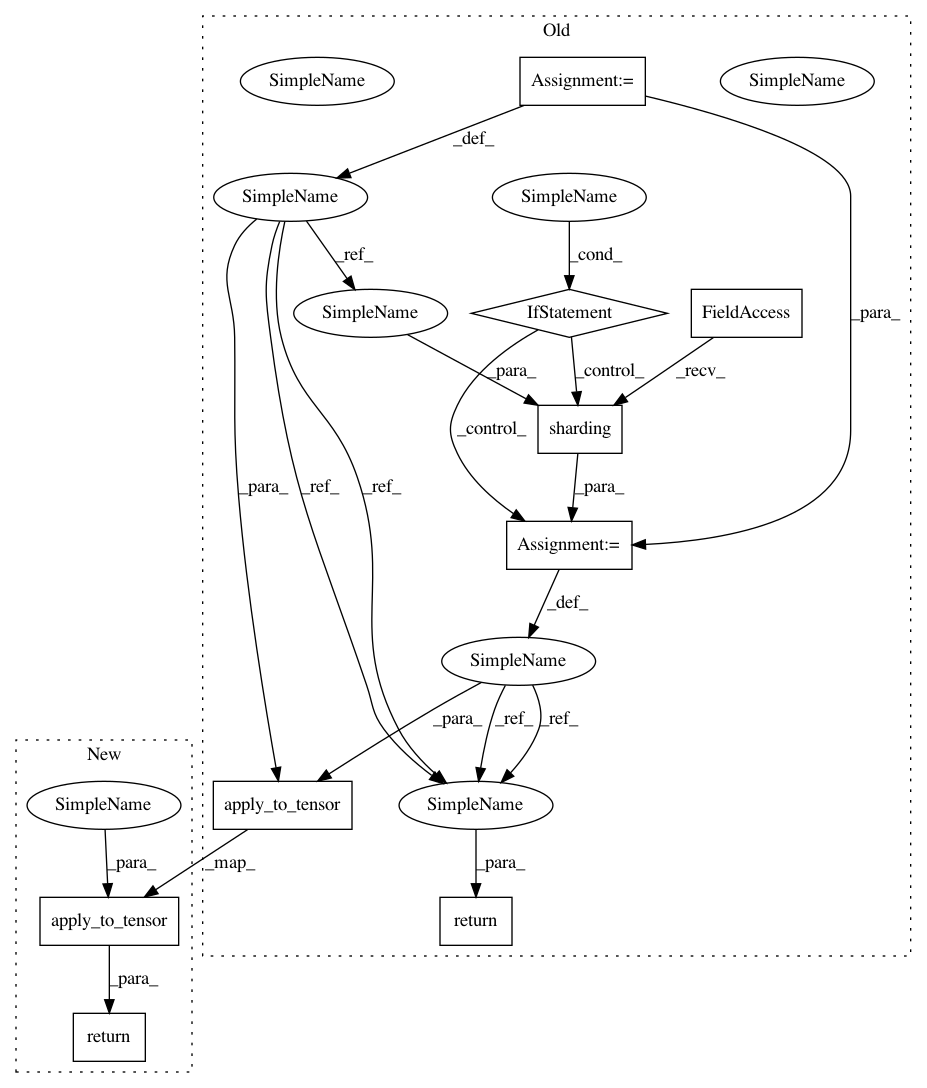 Old
SimpleName
Assignment:=
SimpleName
_def_
SimpleName
SimpleName
_ref_
_cond_
SimpleName
IfStatement
FieldAccess
_para_
_para_
_control_
_recv_
_control_
sharding
_para_
_ref_
_ref_
_para_
Assignment:=
_def_
SimpleName
_para_
_ref_
_ref_
New
SimpleName
apply_to_tensor
SimpleName
_para_
_map_
_para_
apply_to_tensor
return
_para_
return